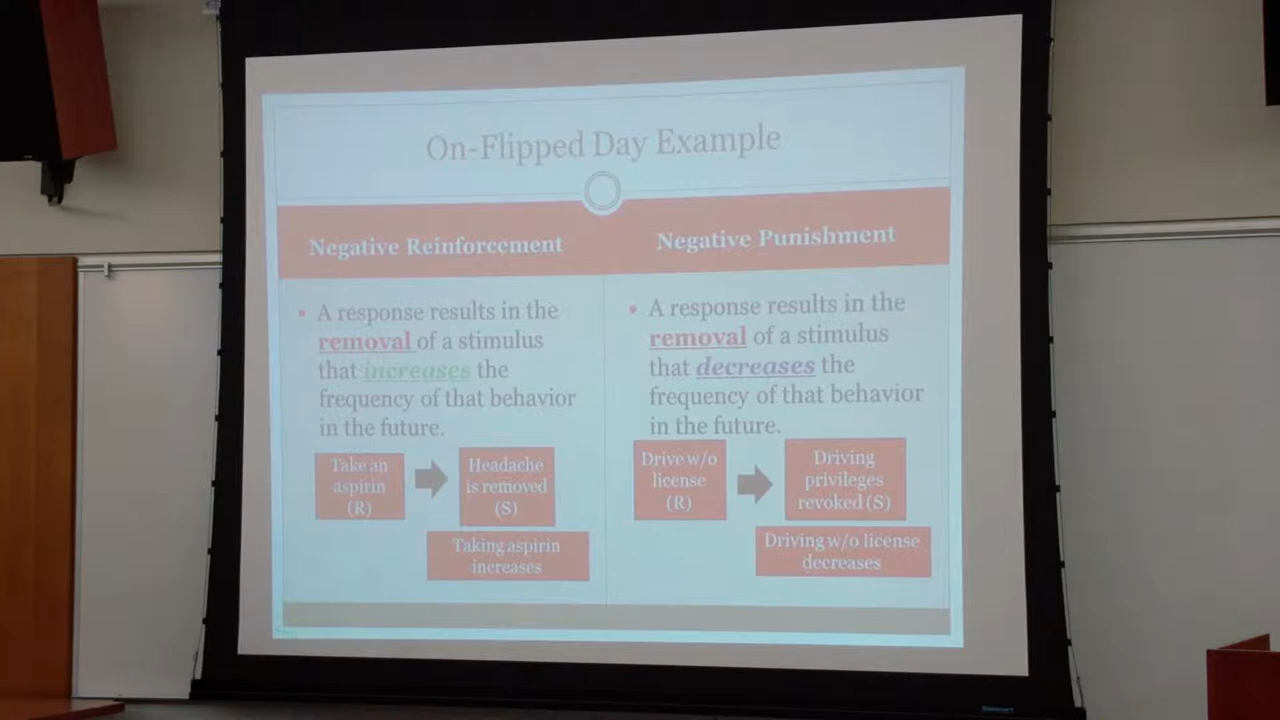 On-Flipped Day Example
Negative Reinforcement
Negative Punishment
• A response results in the
removal of a stimulus
that increases the
frequency of that behavior
in the future.
Take an
aspirin
(R)
Headache
is removed
(S)
Taking aspirin
increases
• A response results in the
removal of a stimulus
that decreases the
frequency of that behavior
in the future.
Drive w/o
license
(R)
Driving
privileges
revoked (S)
Driving w/o license
decreases